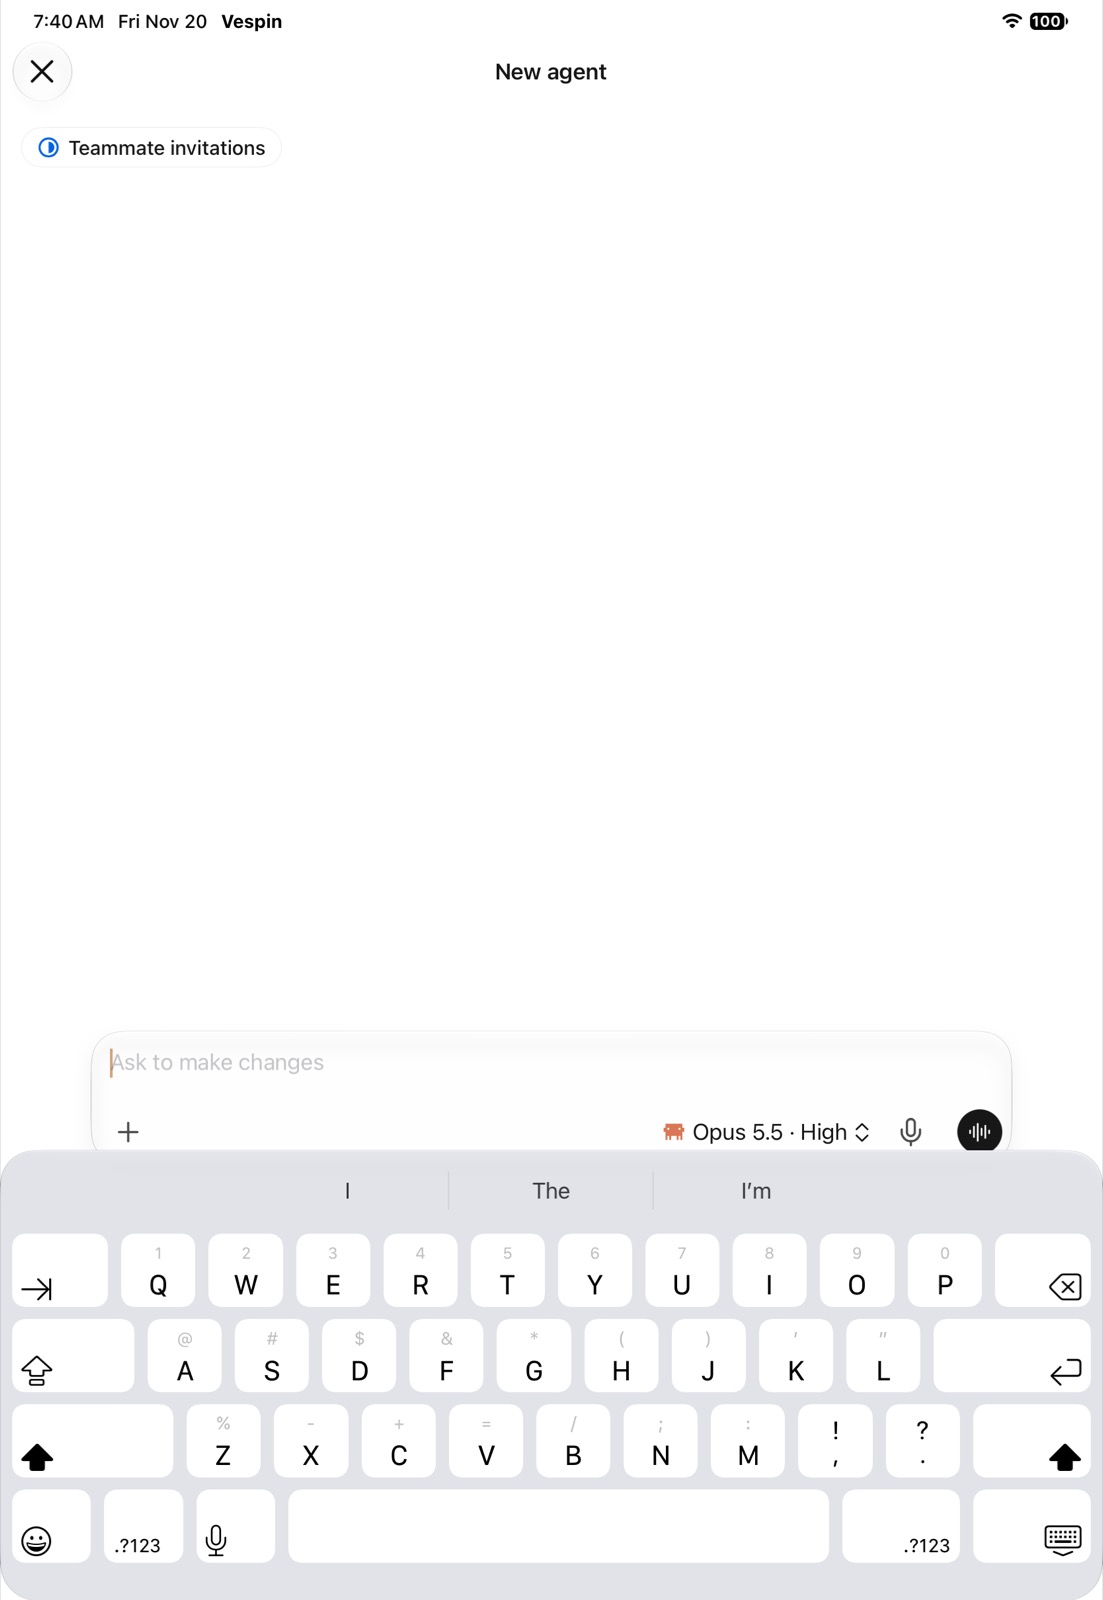 7:40 AM Fri Nov 20 Vespin 100
New agent
Teammate invitations
Ask to make changes
Opus 5.5 · High
I The I'm
1 2 3 4 5 6 7 8 9 0
Q W E R T Y U I O P
@ # $ & * ( ) ' "
A S D F G H J K L
% - + = / ; : ! ?
Z X C V B N M , .
.?123 .?123